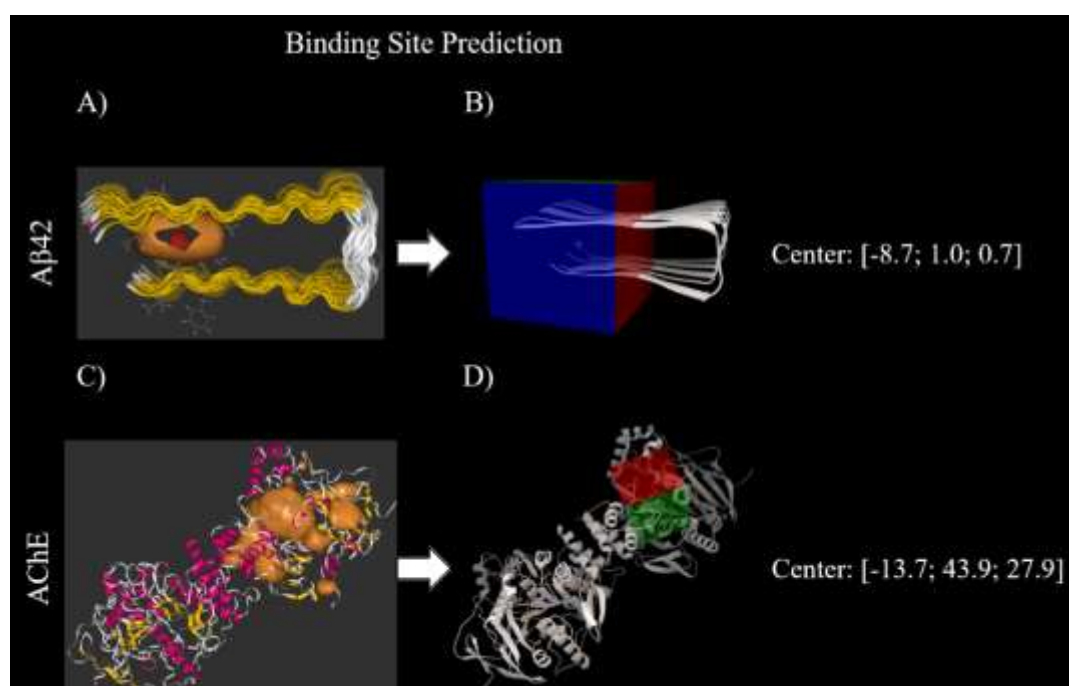 Binding Site Prediction
A)
B)
Aβ42
Center: [-8.7; 1.0; 0.7]
C)
D)
AChE
Center: [-13.7; 43.9; 27.9]